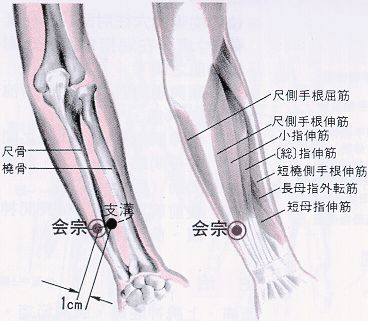 尺骨
橈骨
支溝
会宗
1cm
尺側手根屈筋
尺側手根伸筋
小指伸筋
〔総〕指伸筋
短橈側手根伸筋
長母指外転筋
短母指伸筋
会宗